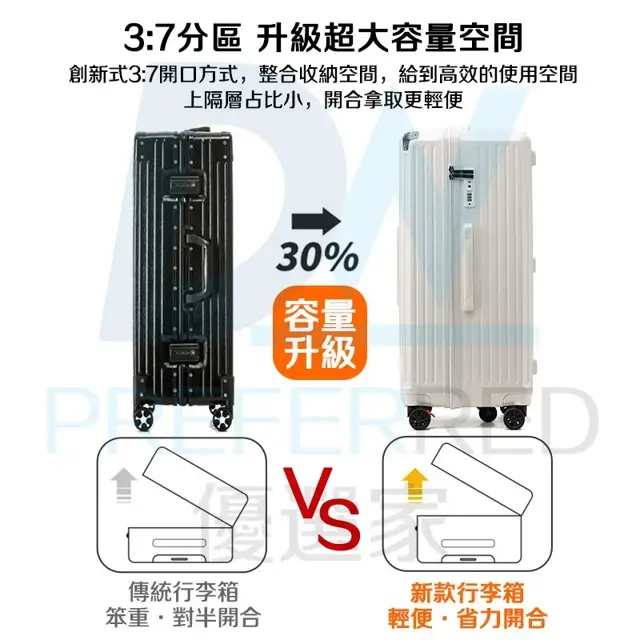 3:7分區 升級超大容量空間
創新式3:7開口方式，整合收納空間，給到高效的使用空間
上隔層占比小，開合拿取更輕便
30%
容量
升級
PREFERRED
優選家
VS
傳統行李箱
笨重·對半開合
新款行李箱
輕便·省力開合